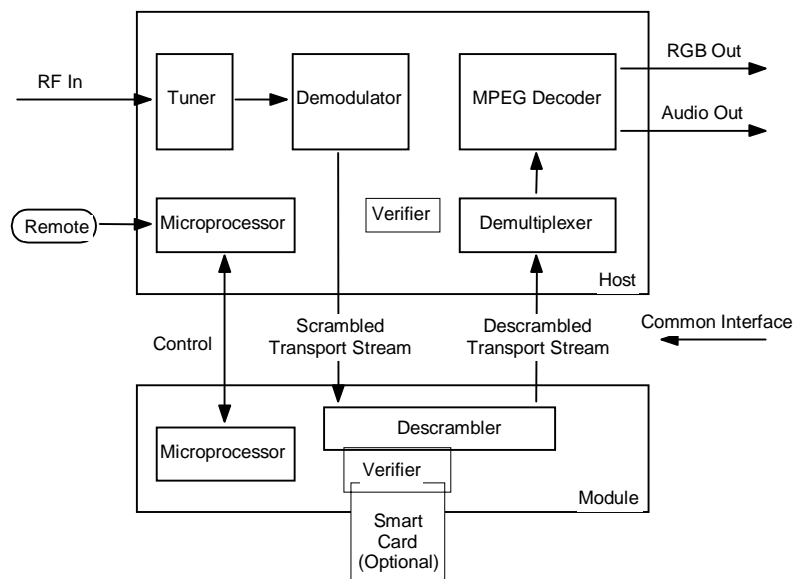 RGB Out
RF In
Tuner
Demodulator
MPEG Decoder
Audio Out
Remote
Microprocessor
Verifier
Demultiplexer
Host
Control
Scrambled
Transport Stream
Descrambled
Transport Stream
Common Interface
Descrambler
Microprocessor
Verifier
Module
Smart
Card
(Optional)